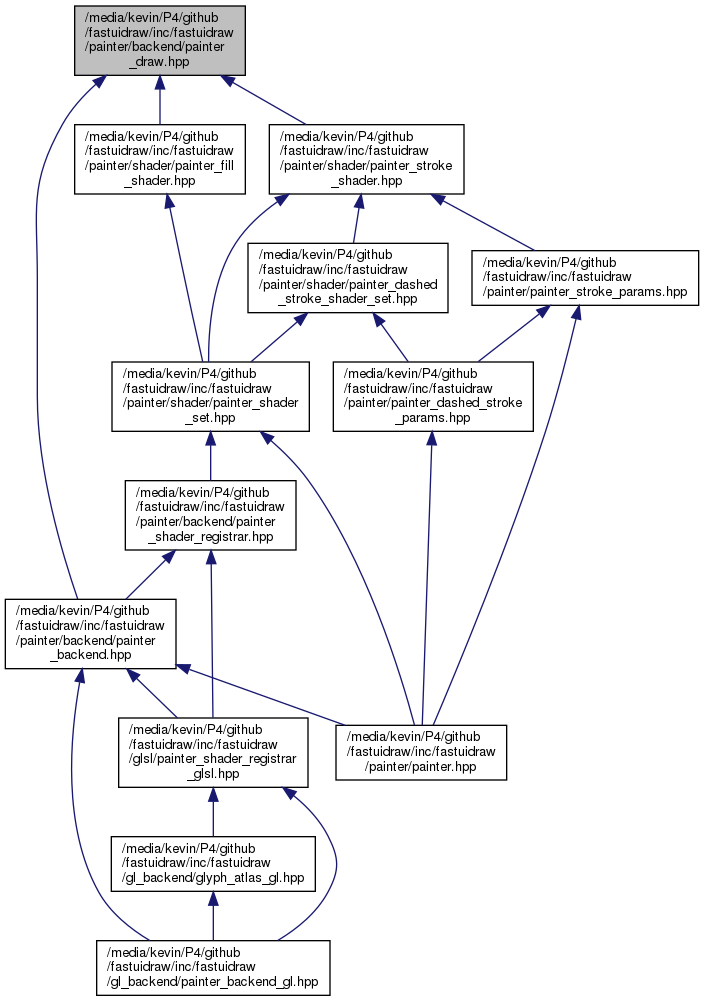 /media/kevin/P4/github
/fastuidraw/inc/fastuidraw
/painter/backend/painter
_draw.hpp
/media/kevin/P4/github
/fastuidraw/inc/fastuidraw
/painter/shader/painter_fill
_shader.hpp
/media/kevin/P4/github
/fastuidraw/inc/fastuidraw
/painter/shader/painter_stroke
_shader.hpp
/media/kevin/P4/github
/fastuidraw/inc/fastuidraw
/painter/shader/painter_dashed
_stroke_shader_set.hpp
/media/kevin/P4/github
/fastuidraw/inc/fastuidraw
/painter/painter_stroke_params.hpp
/media/kevin/P4/github
/fastuidraw/inc/fastuidraw
/painter/shader/painter_shader
_set.hpp
/media/kevin/P4/github
/fastuidraw/inc/fastuidraw
/painter/painter_dashed_stroke
_params.hpp
/media/kevin/P4/github
/fastuidraw/inc/fastuidraw
/painter/backend/painter
_shader_registrar.hpp
/media/kevin/P4/github
/fastuidraw/inc/fastuidraw
/painter/backend/painter
_backend.hpp
/media/kevin/P4/github
/fastuidraw/inc/fastuidraw
/glsl/painter_shader_registrar
_glsl.hpp
/media/kevin/P4/github
/fastuidraw/inc/fastuidraw
/painter/painter.hpp
/media/kevin/P4/github
/fastuidraw/inc/fastuidraw
/gl_backend/glyph_atlas_gl.hpp
/media/kevin/P4/github
/fastuidraw/inc/fastuidraw
/gl_backend/painter_backend_gl.hpp